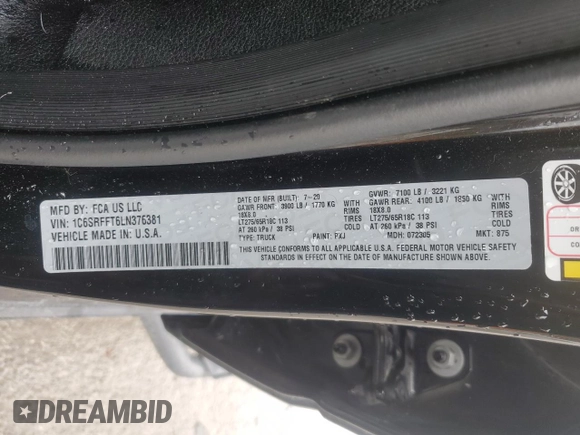 MFD BY: FCA US LLC
VIN: 1C6SRFFT6LN375381
VEHICLE MADE IN U.S.A.
DATE OF MFR (BUILT): 7-20
GAWR FRONT: 3900 LB / 1770 KG WITH
18X8.0 RIMS
LT275/65R18C 113 TIRES
AT 260 kPa / 38 PSI COLD
TYPE: TRUCK
GVWR: 7100 LB / 3221 KG
GAWR REAR: 4100 LB / 1850 KG WITH
18X8.0 RIMS
LT275/65R18C 113 TIRES
AT 260 kPa / 38 PSI COLD
PAINT: PXJ MDH: 072305 MKT: 875
THIS VEHICLE CONFORMS TO ALL APPLICABLE U.S.A. FEDERAL MOTOR VEHICLE SAFETY
STANDARDS IN EFFECT ON THE DATE OF MANUFACTURE SHOWN ABOVE.
DREAMBID